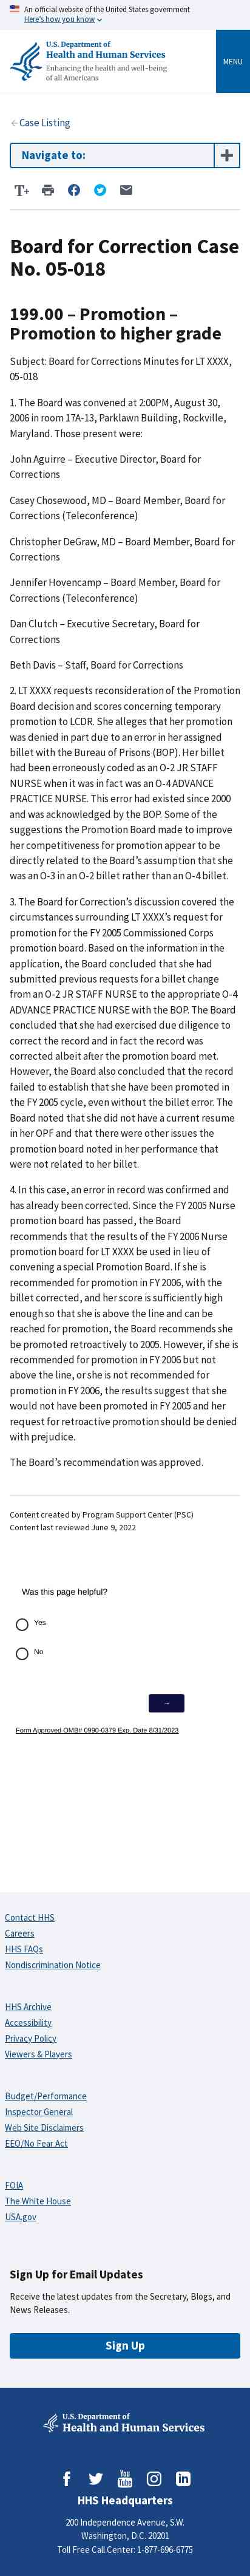 An official website of the United States government
Here's how you know
U.S. Department of
Health and Human Services
Enhancing the health and well-being
of all Americans
MENU
Case Listing
Navigate to:
T+
Board for Correction Case
No. 05-018
199.00 – Promotion –
Promotion to higher grade
Subject: Board for Corrections Minutes for LT XXXX,
05-018
1. The Board was convened at 2:00PM, August 30,
2006 in room 17A-13, Parklawn Building, Rockville,
Maryland. Those present were:
John Aguirre – Executive Director, Board for
Corrections
Casey Chosewood, MD – Board Member, Board for
Corrections (Teleconference)
Christopher DeGraw, MD – Board Member, Board for
Corrections
Jennifer Hovencamp – Board Member, Board for
Corrections (Teleconference)
Dan Clutch – Executive Secretary, Board for
Corrections
Beth Davis – Staff, Board for Corrections
2. LT XXXX requests reconsideration of the Promotion
Board decision and scores concerning temporary
promotion to LCDR. She alleges that her promotion
was denied in part due to an error in her assigned
billet with the Bureau of Prisons (BOP). Her billet
had been erroneously coded as an O-2 JR STAFF
NURSE when it was in fact was an O-4 ADVANCE
PRACTICE NURSE. This error had existed since 2000
and was acknowledged by the BOP. Some of the
suggestions the Promotion Board made to improve
her competitiveness for promotion appear to be
directly related to the Board's assumption that she
was an O-3 in an O-2 billet rather than an O-4 billet.
3. The Board for Correction's discussion covered the
circumstances surrounding LT XXXX's request for
promotion for the FY 2005 Commissioned Corps
promotion board. Based on the information in the
application, the Board concluded that she had
submitted previous requests for a billet change
from an O-2 JR STAFF NURSE to the appropriate O-4
ADVANCE PRACTICE NURSE with the BOP. The Board
concluded that she had exercised due diligence to
correct the record and in fact the record was
corrected albeit after the promotion board met.
However, the Board also concluded that the record
failed to establish that she have been promoted in
the FY 2005 cycle, even without the billet error. The
Board noted that she did not have a current resume
in her OPF and that there were other issues the
promotion board noted in her performance that
were not related to her billet.
4. In this case, an error in record was confirmed and
has already been corrected. Since the FY 2005 Nurse
promotion board has passed, the Board
recommends that the results of the FY 2006 Nurse
promotion board for LT XXXX be used in lieu of
convening a special Promotion Board. If she is
recommended for promotion in FY 2006, with the
billet corrected, and her score is sufficiently high
enough so that she is above the line and can be
reached for promotion, the Board recommends she
be promoted retroactively to 2005. However, if she is
recommended for promotion in FY 2006 but not
above the line, or she is not recommended for
promotion in FY 2006, the results suggest that she
would not have been promoted in FY 2005 and her
request for retroactive promotion should be denied
with prejudice.
The Board's recommendation was approved.
Content created by Program Support Center (PSC)
Content last reviewed June 9, 2022
Was this page helpful?
Yes
No
→
Form Approved OMB# 0990-0379 Exp. Date 8/31/2023
Contact HHS
Careers
HHS FAQs
Nondiscrimination Notice
HHS Archive
Accessibility
Privacy Policy
Viewers & Players
Budget/Performance
Inspector General
Web Site Disclaimers
EEO/No Fear Act
FOIA
The White House
USA.gov
Sign Up for Email Updates
Receive the latest updates from the Secretary, Blogs, and
News Releases.
Sign Up
U.S. Department of
Health and Human Services
HHS Headquarters
200 Independence Avenue, S.W.
Washington, D.C. 20201
Toll Free Call Center: 1-877-696-6775